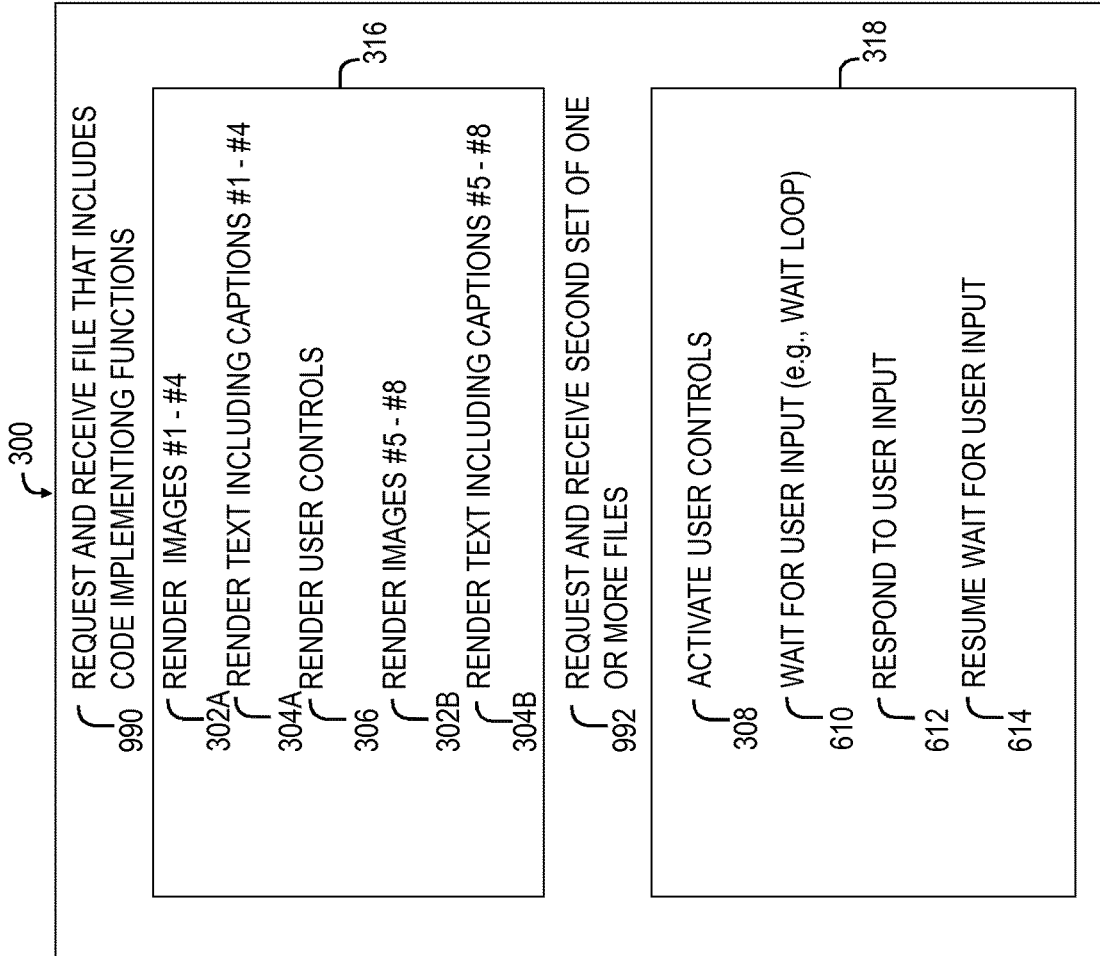 300
REQUEST AND RECEIVE FILE THAT INCLUDES
CODE IMPLEMENTIONG FUNCTIONS
990
RENDER IMAGES #1 - #4
302A
RENDER TEXT INCLUDING CAPTIONS #1 - #4
304A
RENDER USER CONTROLS
306
RENDER IMAGES #5 - #8
302B
RENDER TEXT INCLUDING CAPTIONS #5 - #8
304B
316
REQUEST AND RECEIVE SECOND SET OF ONE
OR MORE FILES
992
ACTIVATE USER CONTROLS
308
WAIT FOR USER INPUT (e.g., WAIT LOOP)
610
RESPOND TO USER INPUT
612
RESUME WAIT FOR USER INPUT
614
318